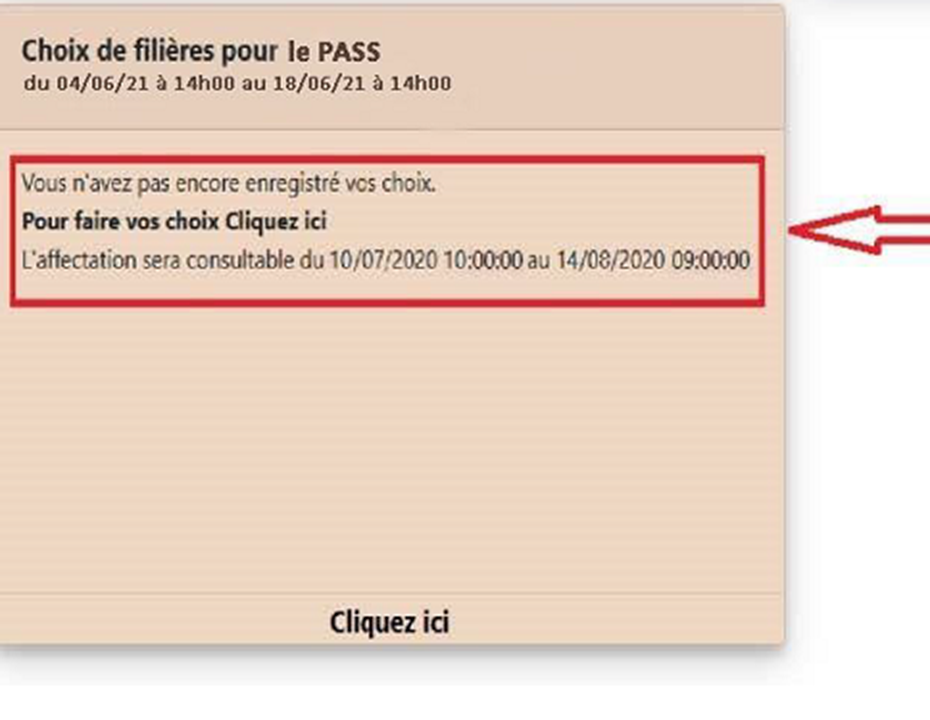 Choix de filières pour le PASS
du 04/06/21 à 14h00 au 18/06/21 à 14h00
Vous n'avez pas encore enregistré vos choix.
Pour faire vos choix Cliquez ici
L'affectation sera consultable du 10/07/2020 10:00:00 au 14/08/2020 09:00:00
Cliquez ici